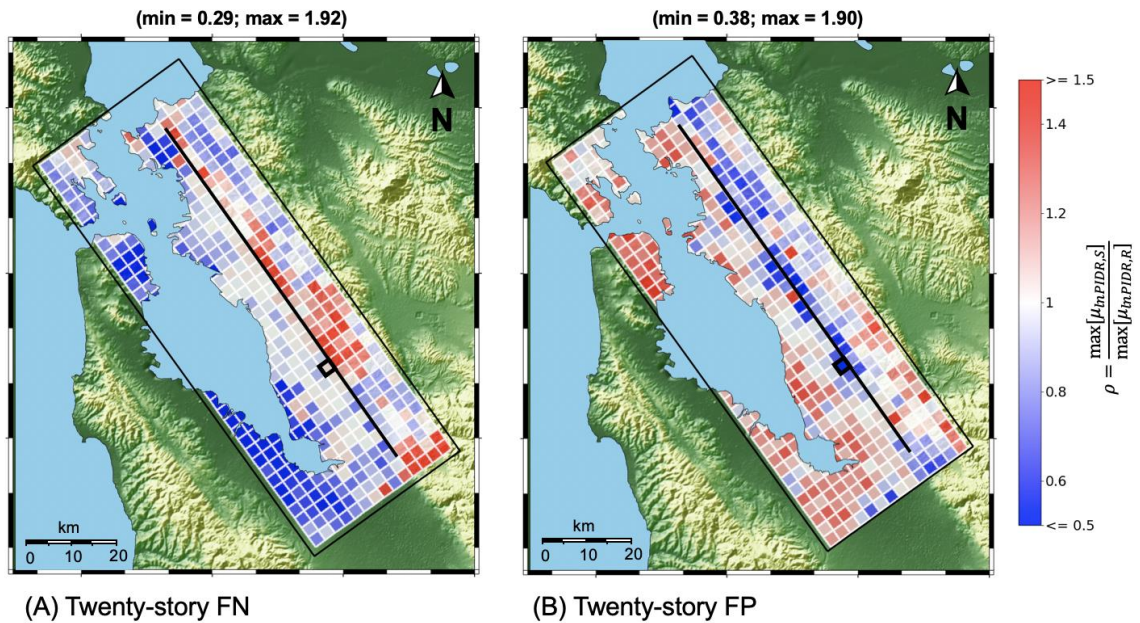 (min = 0.29; max = 1.92)
(min = 0.38; max = 1.90)
N
N
>= 1.5
1.4
1.2
1
0.8
0.6
<= 0.5
ρ = max[μlnPIDR,S] / max[μlnPIDR,R]
km
0 10 20
km
0 10 20
(A) Twenty-story FN
(B) Twenty-story FP